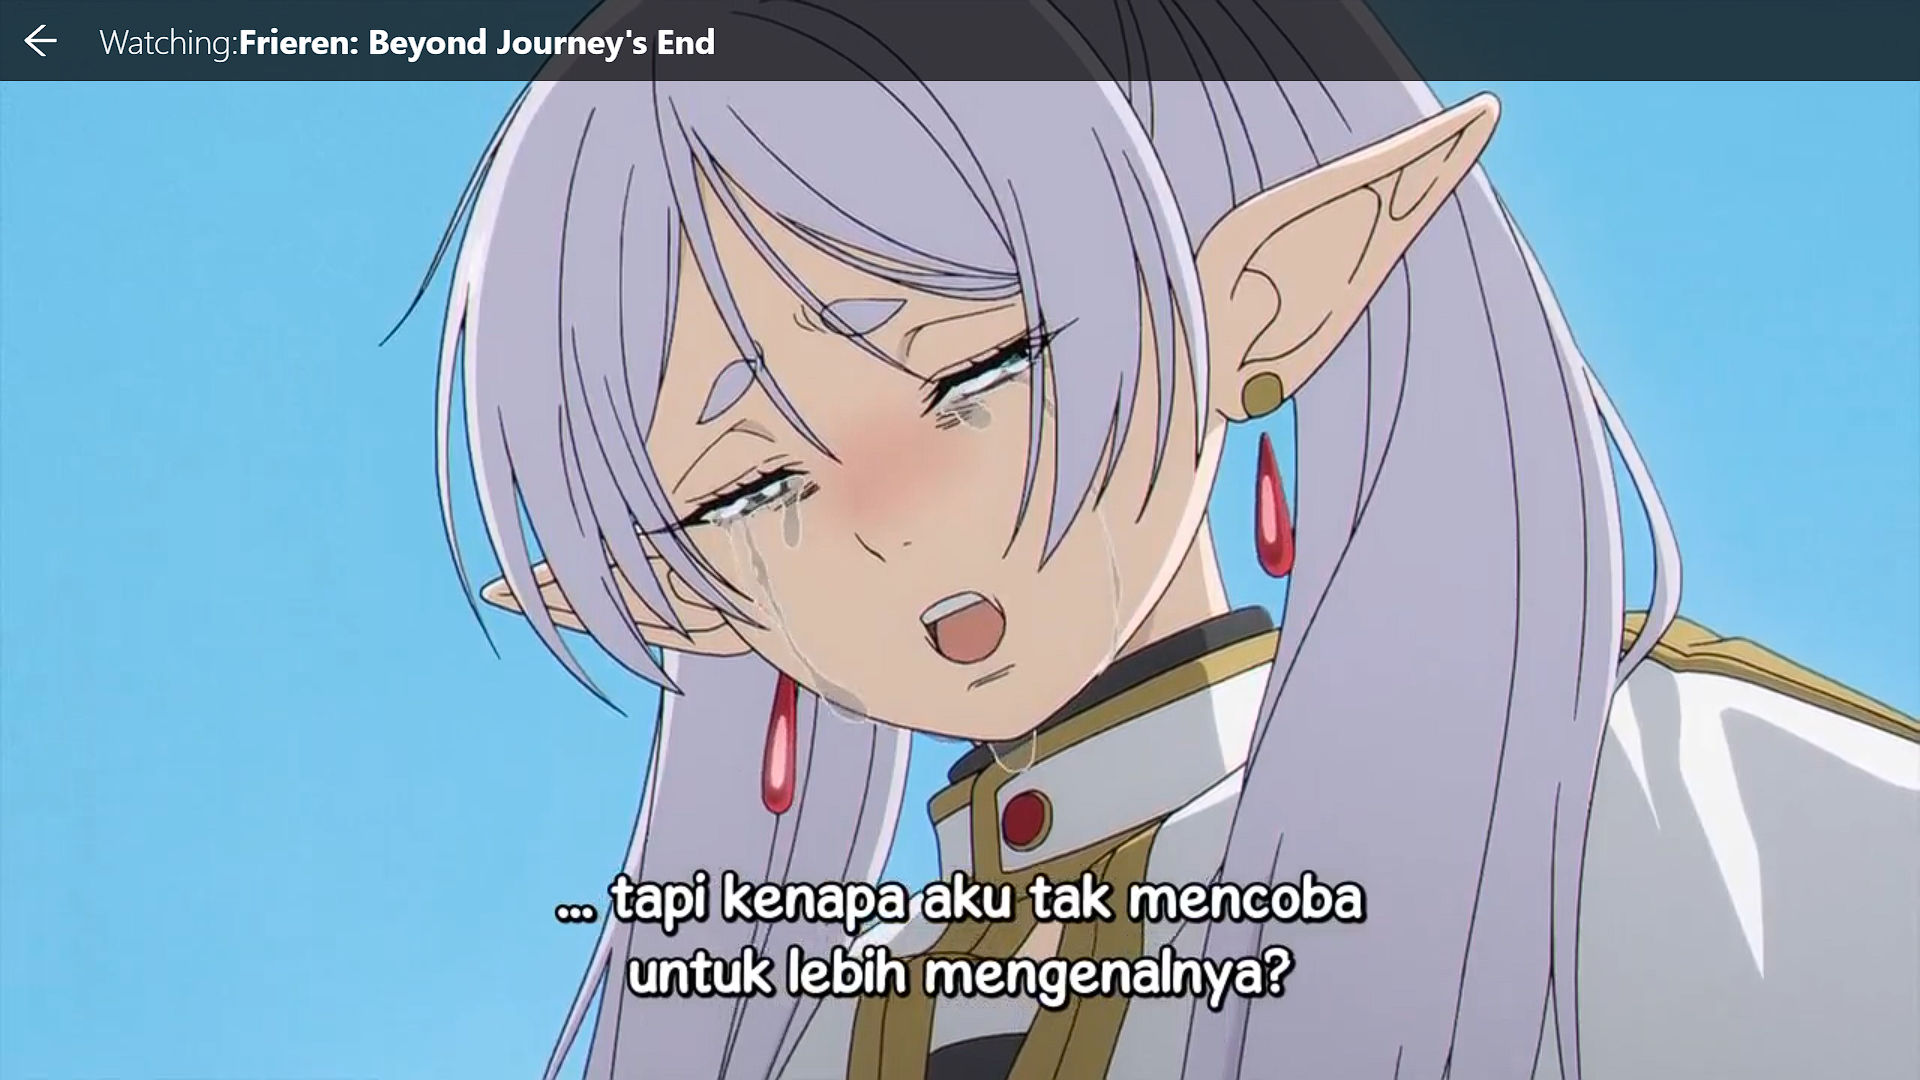 Watching:Frieren: Beyond Journey's End
... tapi kenapa aku tak mencoba
untuk lebih mengenalnya?